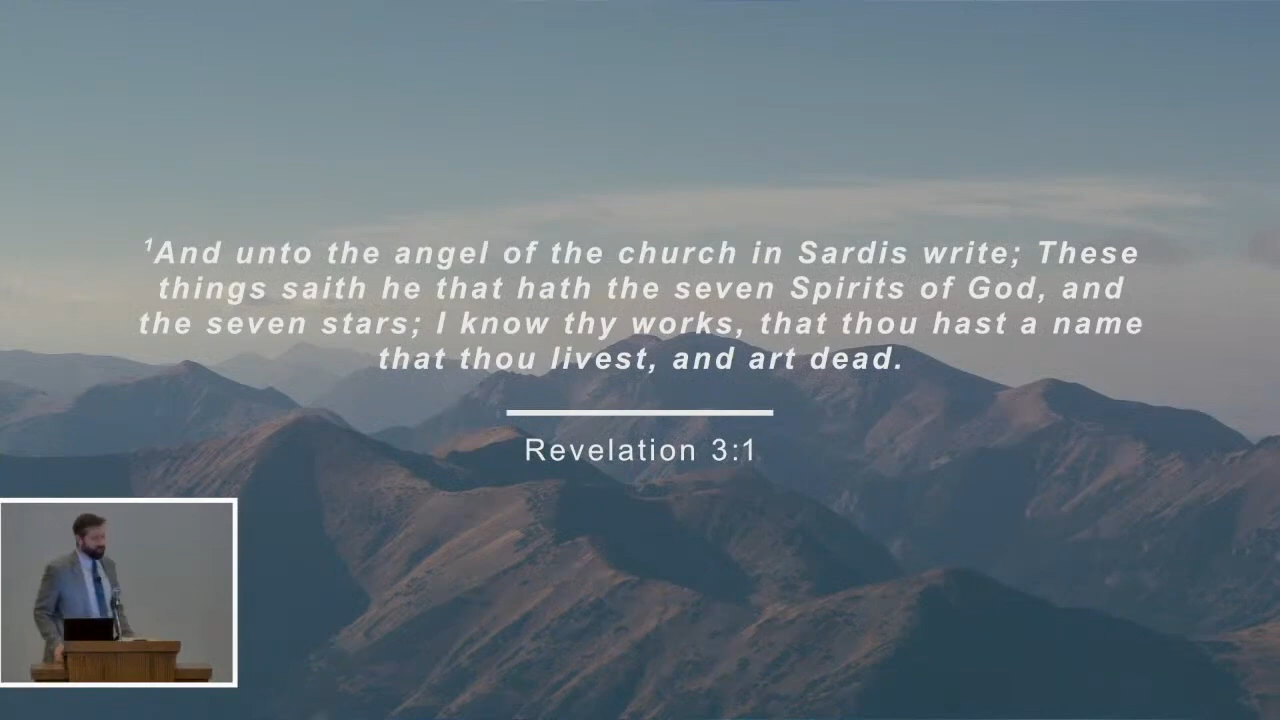 ¹And unto the angel of the church in Sardis write; These
things saith he that hath the seven Spirits of God, and
the seven stars; I know thy works, that thou hast a name
that thou livest, and art dead.
Revelation 3:1